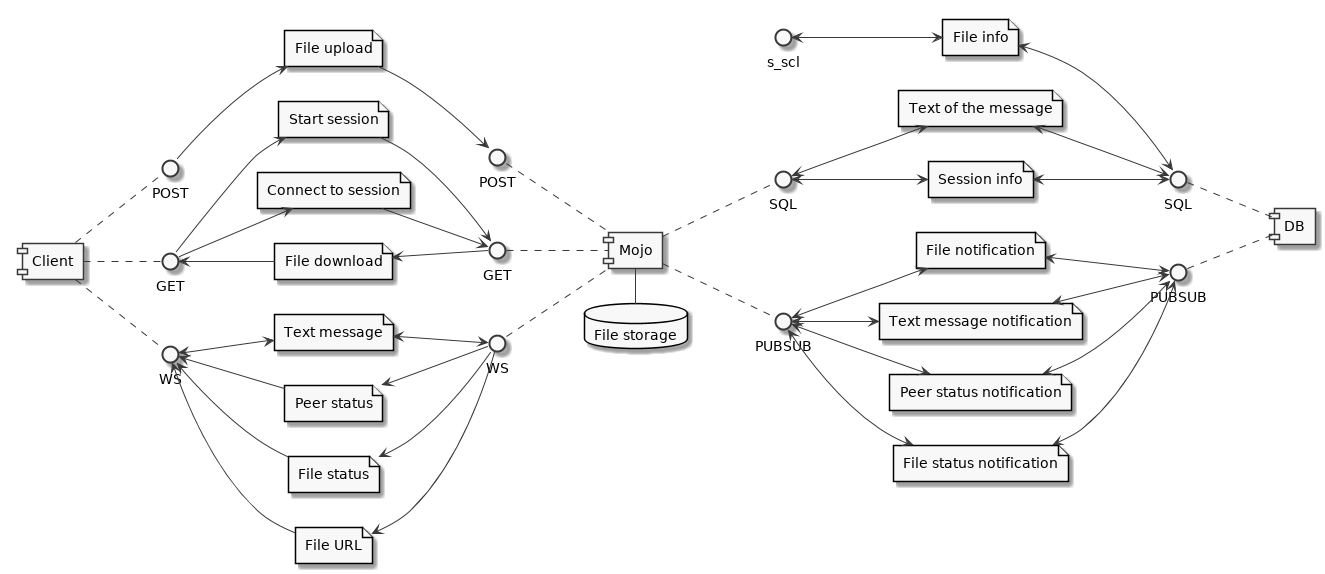 File upload
Start session
POST
POST
Connect to session
Client
GET
File download
GET
Text message
WS
WS
Peer status
File status
File URL
Mojo
File storage
s_scl
File info
Text of the message
SQL
Session info
SQL
DB
File notification
PUBSUB
Text message notification
PUBSUB
Peer status notification
File status notification